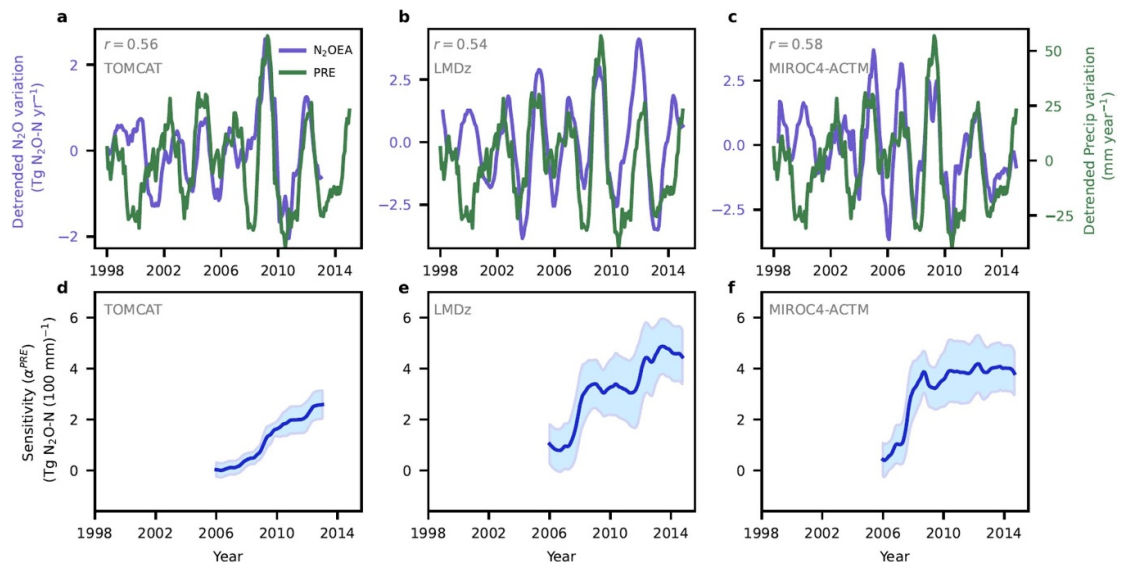 a
r = 0.56
TOMCAT
N₂OEA
PRE
Detrended N₂O variation
(Tg N₂O-N yr⁻¹)
2
0
−2
1998 2002 2006 2010 2014
b
r = 0.54
LMDz
2.5
0.0
−2.5
1998 2002 2006 2010 2014
c
r = 0.58
MIROC4-ACTM
2.5
0.0
−2.5
50
25
0
−25
Detrended Precip variation
(mm year⁻¹)
1998 2002 2006 2010 2014
d
TOMCAT
Sensitivity (α^PRE)
(Tg N₂O-N (100 mm)⁻¹)
6
4
2
0
1998 2002 2006 2010 2014
Year
e
LMDz
6
4
2
0
1998 2002 2006 2010 2014
Year
f
MIROC4-ACTM
6
4
2
0
1998 2002 2006 2010 2014
Year